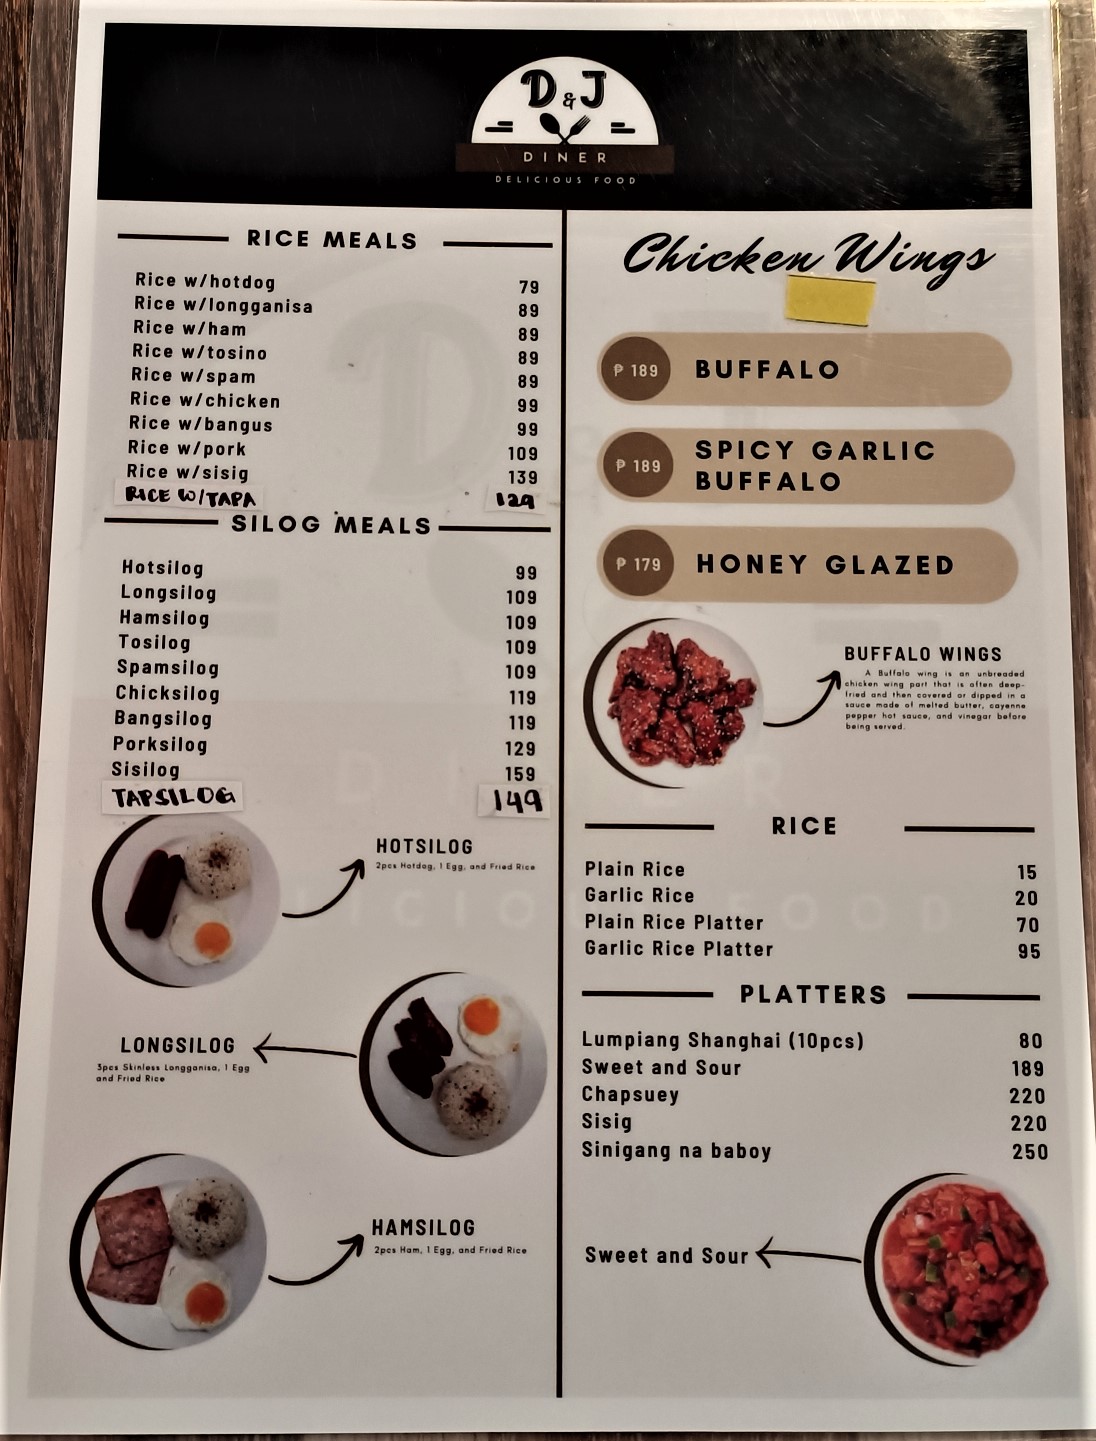 D & J
DINER
DELICIOUS FOOD
RICE MEALS
Rice w/hotdog 79
Rice w/longganisa 89
Rice w/ham 89
Rice w/tosino 89
Rice w/spam 89
Rice w/chicken 99
Rice w/bangus 99
Rice w/pork 109
Rice w/sisig 139
RICE W/TAPA 129
SILOG MEALS
Hotsilog 99
Longsilog 109
Hamsilog 109
Tosilog 109
Spamsilog 109
Chicksilog 119
Bangsilog 119
Porksilog 129
Sisilog 159
TAPSILOG 149
HOTSILOG
2pcs Hotdog, 1 Egg, and Fried Rice
LONGSILOG
3pcs Skinless Longganisa, 1 Egg
and Fried Rice
HAMSILOG
2pcs Ham, 1 Egg, and Fried Rice
Chicken Wings
₱ 189 BUFFALO
₱ 189 SPICY GARLIC
BUFFALO
₱ 179 HONEY GLAZED
BUFFALO WINGS
A Buffalo wing is an unbreaded
chicken wing part that is often deep-
fried and then covered or dipped in a
sauce made of melted butter, cayenne
pepper hot sauce, and vinegar before
being served.
RICE
Plain Rice 15
Garlic Rice 20
Plain Rice Platter 70
Garlic Rice Platter 95
PLATTERS
Lumpiang Shanghai (10pcs) 80
Sweet and Sour 189
Chapsuey 220
Sisig 220
Sinigang na baboy 250
Sweet and Sour